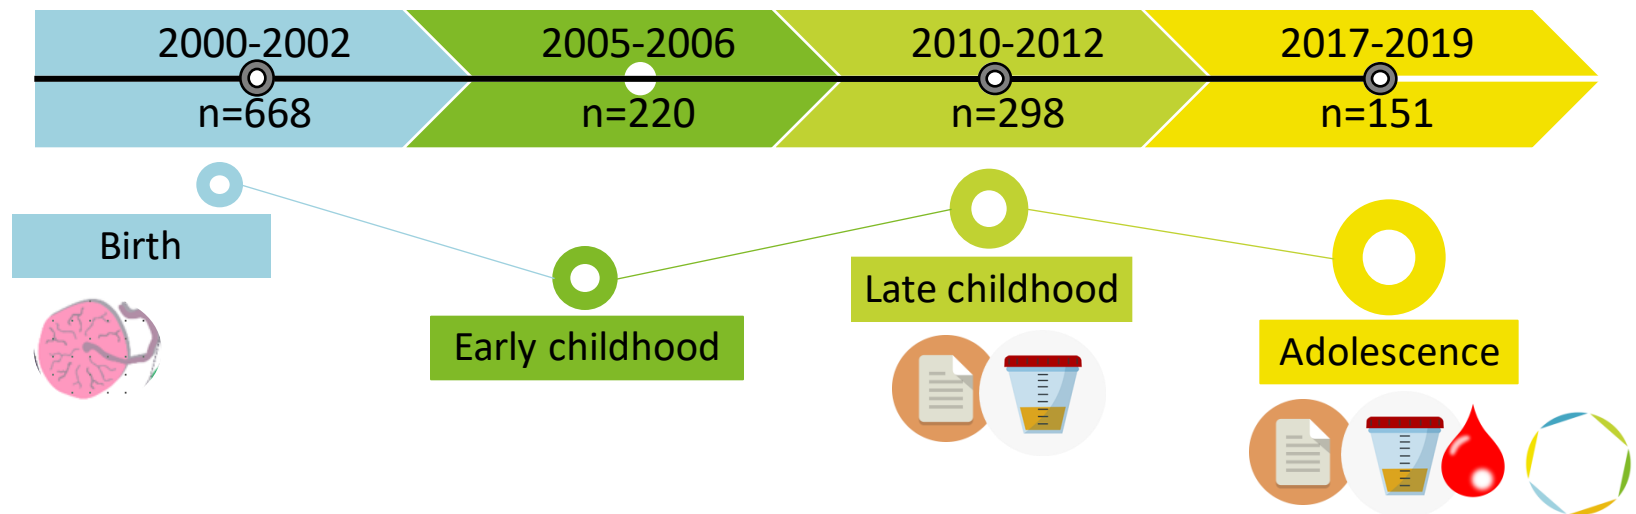 2000-2002
2005-2006
2010-2012
2017-2019
n=668
n=220
n=298
n=151
Birth
Early childhood
Late childhood
Adolescence